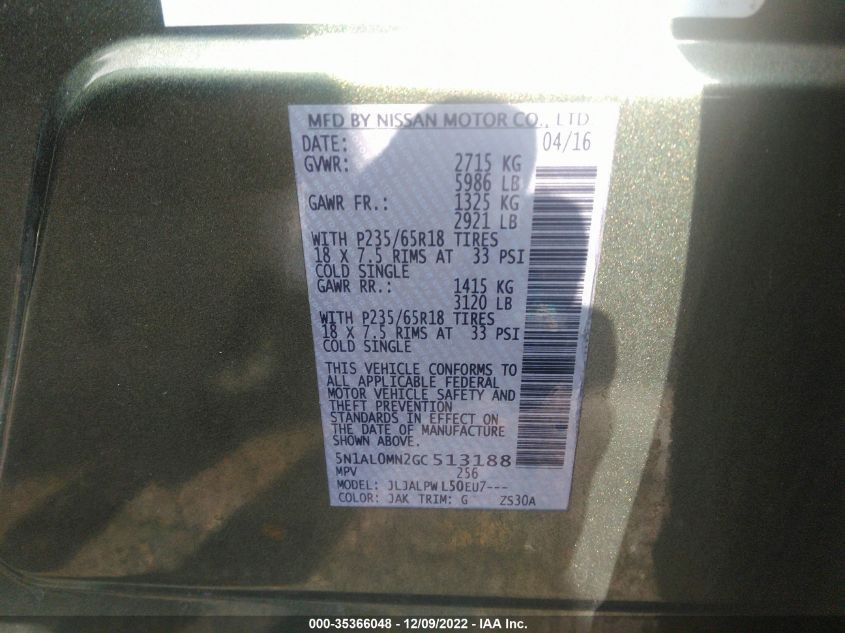 MFD BY NISSAN MOTOR CO., LTD
DATE: 04/16
GVWR: 2715 KG
5986 LB
GAWR FR.: 1325 KG
2921 LB
WITH P235/65R18 TIRES
18 X 7.5 RIMS AT 33 PSI
COLD SINGLE
GAWR RR.: 1415 KG
3120 LB
WITH P235/65R18 TIRES
18 X 7.5 RIMS AT 33 PSI
COLD SINGLE
THIS VEHICLE CONFORMS TO
ALL APPLICABLE FEDERAL
MOTOR VEHICLE SAFETY AND
THEFT PREVENTION
STANDARDS IN EFFECT ON
THE DATE OF MANUFACTURE
SHOWN ABOVE.
5N1AL0MN2GC513188
MPV 256
MODEL: JLJALPWL50EU7---
COLOR: JAK TRIM: G ZS30A
000-35366048 - 12/09/2022 - IAA Inc.